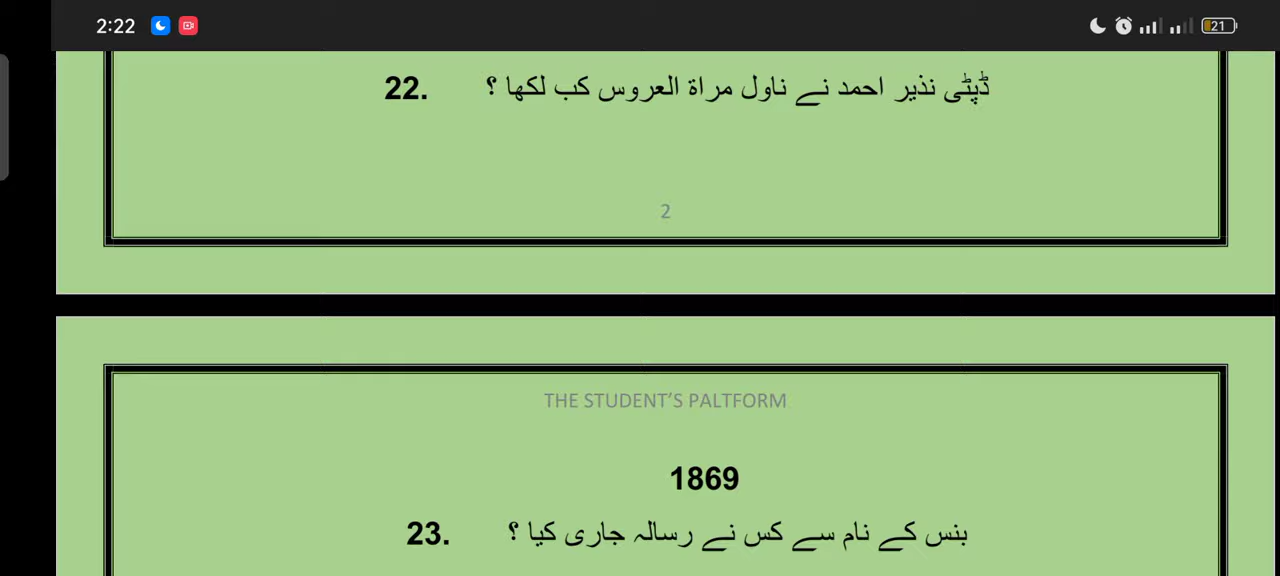 2:22 21
22. ڈپٹی نذیر احمد نے ناول مراۃ العروس کب لکھا ؟
2
THE STUDENT'S PALTFORM
1869
23. بنس کے نام سے کس نے رسالہ جاری کیا ؟